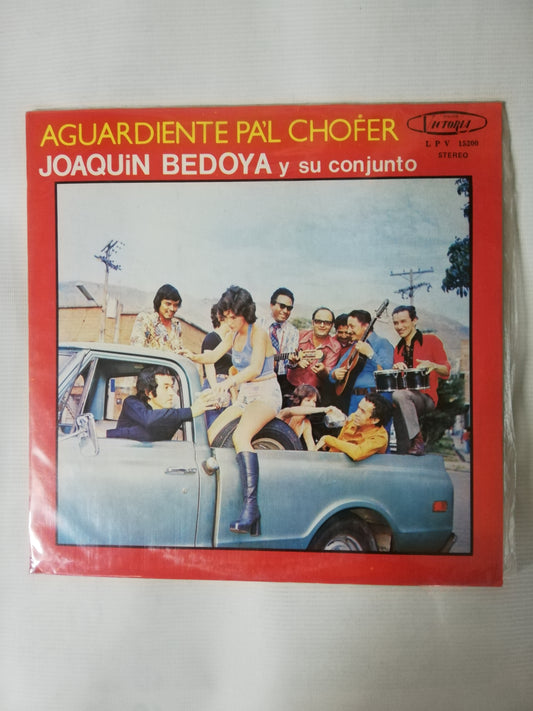 AGUARDIENTE PA'L CHOFER
JOAQUIN BEDOYA y su conjunto
VICTORIA
L P V 15200
STEREO